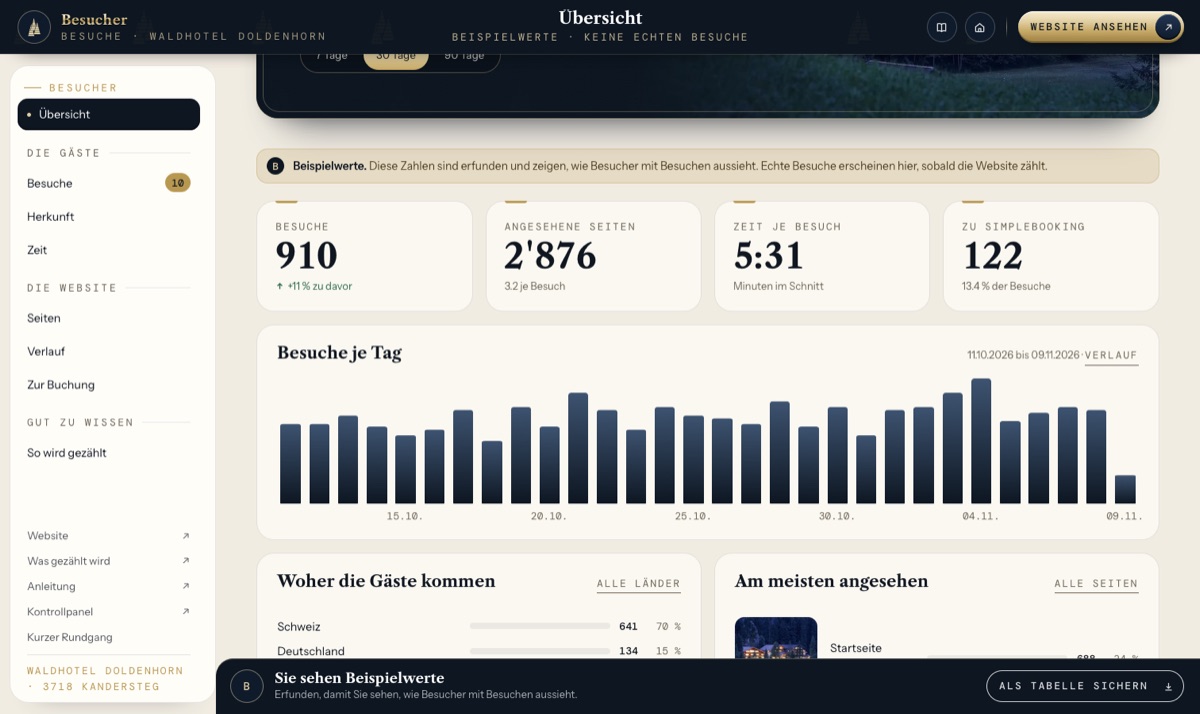 Besucher
BESUCHE · WALDHOTEL DOLDENHORN
Übersicht
BEISPIELWERTE · KEINE ECHTEN BESUCHE
WEBSITE ANSEHEN
7 Tage
30 Tage
90 Tage
BESUCHER
Übersicht
DIE GÄSTE
Besuche
10
Herkunft
Zeit
DIE WEBSITE
Seiten
Verlauf
Zur Buchung
GUT ZU WISSEN
So wird gezählt
Website
Was gezählt wird
Anleitung
Kontrollpanel
Kurzer Rundgang
WALDHOTEL DOLDENHORN
· 3718 KANDERSTEG
B Beispielwerte. Diese Zahlen sind erfunden und zeigen, wie Besucher mit Besuchen aussieht. Echte Besuche erscheinen hier, sobald die Website zählt.
BESUCHE
910
↑ +11 % zu davor
ANGESEHENE SEITEN
2'876
3.2 je Besuch
ZEIT JE BESUCH
5:31
Minuten im Schnitt
ZU SIMPLEBOOKING
122
13.4 % der Besuche
Besuche je Tag
11.10.2026 bis 09.11.2026 · VERLAUF
15.10. 20.10. 25.10. 30.10. 04.11. 09.11.
Woher die Gäste kommen
ALLE LÄNDER
Schweiz 641 70 %
Deutschland 134 15 %
Am meisten angesehen
ALLE SEITEN
Startseite
B
Sie sehen Beispielwerte
Erfunden, damit Sie sehen, wie Besucher mit Besuchen aussieht.
ALS TABELLE SICHERN